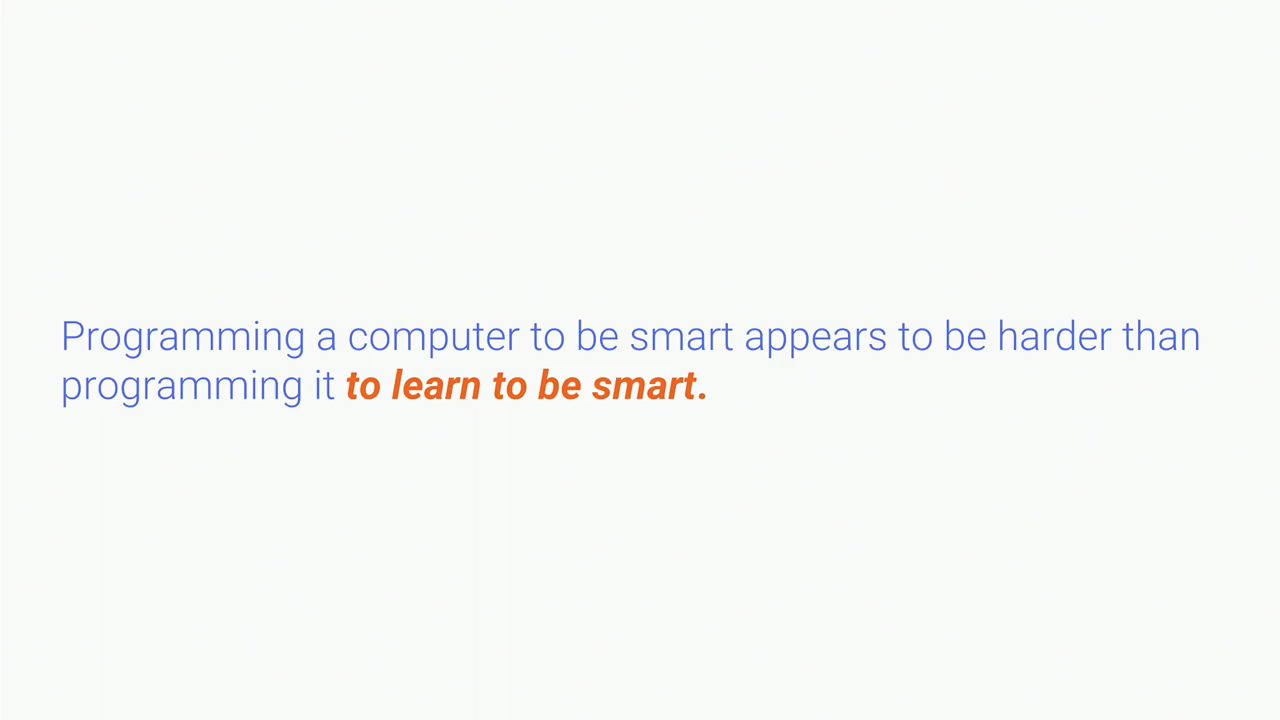 Programming a computer to be smart appears to be harder than
programming it to learn to be smart.